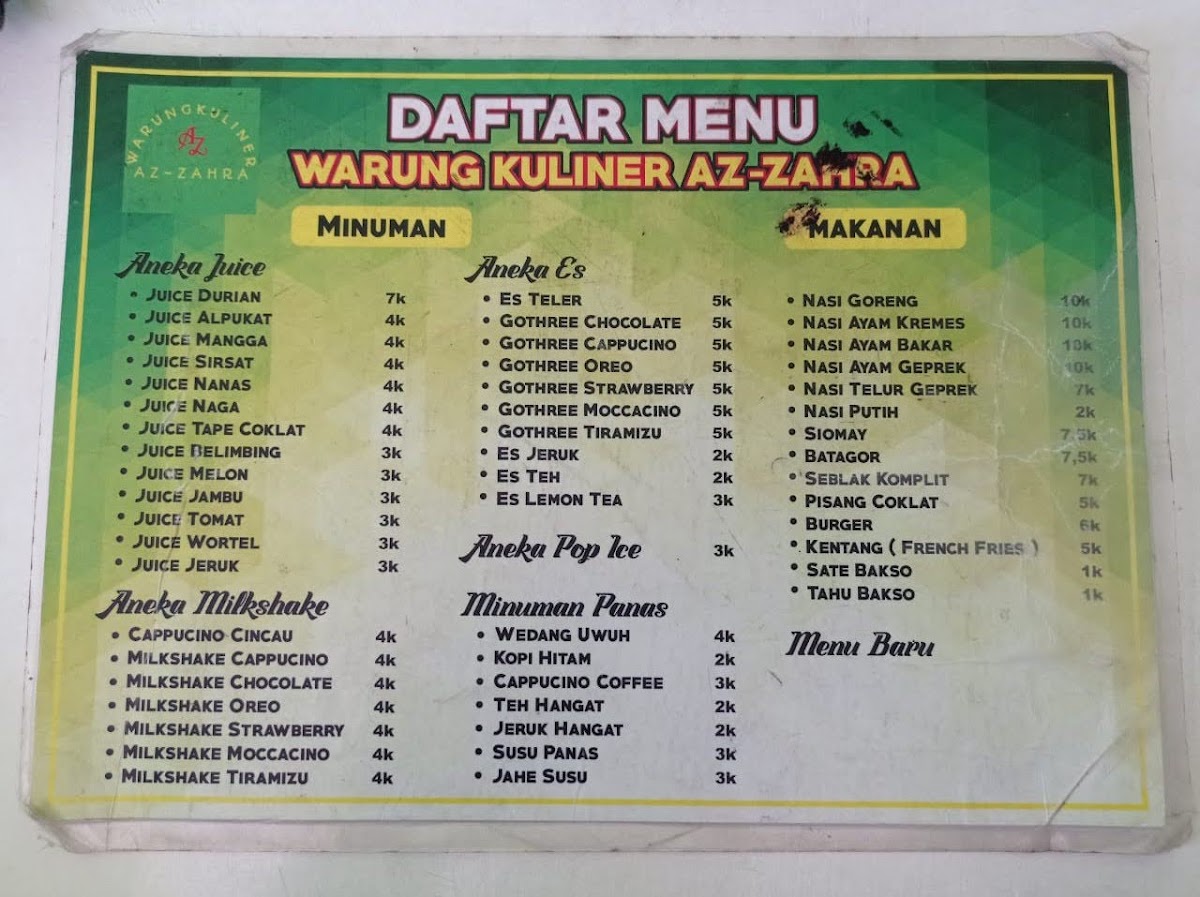 WARUNGKULINER
AZ
AZ-ZAHRA
DAFTAR MENU
WARUNG KULINER AZ-ZAHRA
MINUMAN
Aneka Juice
• JUICE DURIAN 7k
• JUICE ALPUKAT 4k
• JUICE MANGGA 4k
• JUICE SIRSAT 4k
• JUICE NANAS 4k
• JUICE NAGA 4k
• JUICE TAPE COKLAT 4k
• JUICE BELIMBING 3k
• JUICE MELON 3k
• JUICE JAMBU 3k
• JUICE TOMAT 3k
• JUICE WORTEL 3k
• JUICE JERUK 3k
Aneka Milkshake
• CAPPUCINO CINCAU 4k
• MILKSHAKE CAPPUCINO 4k
• MILKSHAKE CHOCOLATE 4k
• MILKSHAKE OREO 4k
• MILKSHAKE STRAWBERRY 4k
• MILKSHAKE MOCCACINO 4k
• MILKSHAKE TIRAMIZU 4k
Aneka Es
• ES TELER 5k
• GOTHREE CHOCOLATE 5k
• GOTHREE CAPPUCINO 5k
• GOTHREE OREO 5k
• GOTHREE STRAWBERRY 5k
• GOTHREE MOCCACINO 5k
• GOTHREE TIRAMIZU 5k
• ES JERUK 2k
• ES TEH 2k
• ES LEMON TEA 3k
Aneka Pop Ice 3k
Minuman Panas
• WEDANG UWUH 4k
• KOPI HITAM 2k
• CAPPUCINO COFFEE 3k
• TEH HANGAT 2k
• JERUK HANGAT 2k
• SUSU PANAS 3k
• JAHE SUSU 3k
MAKANAN
• NASI GORENG 10k
• NASI AYAM KREMES 10k
• NASI AYAM BAKAR 10k
• NASI AYAM GEPREK 10k
• NASI TELUR GEPREK 7k
• NASI PUTIH 2k
• SIOMAY 7,5k
• BATAGOR 7,5k
• SEBLAK KOMPLIT 7k
• PISANG COKLAT 5k
• BURGER 6k
• KENTANG ( FRENCH FRIES ) 5k
• SATE BAKSO 1k
• TAHU BAKSO 1k
Menu Baru